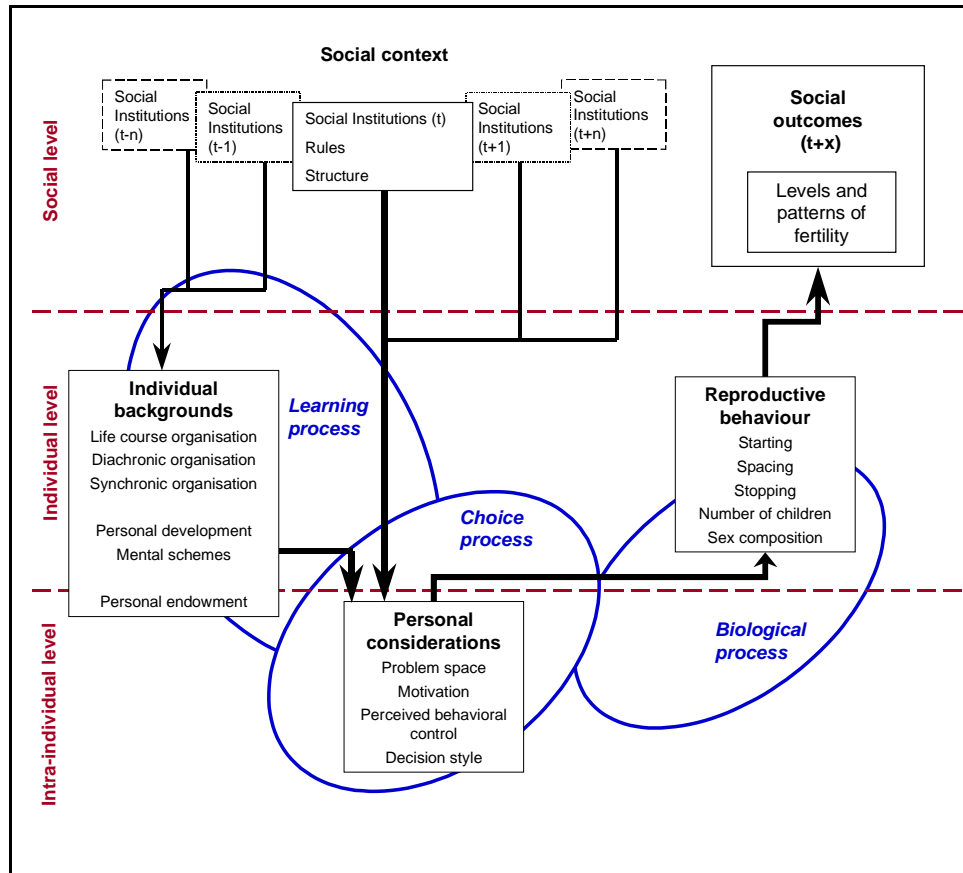 Social context
Social
Institutions
(t-n)
Social
Institutions
(t-1)
Social Institutions (t)
Rules
Structure
Social
Institutions
(t+1)
Social
Institutions
(t+n)
Social
outcomes
(t+x)
Levels and
patterns of
fertility
Social level
Individual level
Intra-individual level
Individual
backgrounds
Life course organisation
Diachronic organisation
Synchronic organisation
Personal development
Mental schemes
Personal endowment
Learning
process
Choice
process
Reproductive
behaviour
Starting
Spacing
Stopping
Number of children
Sex composition
Personal
considerations
Problem space
Motivation
Perceived behavioral
control
Decision style
Biological
process